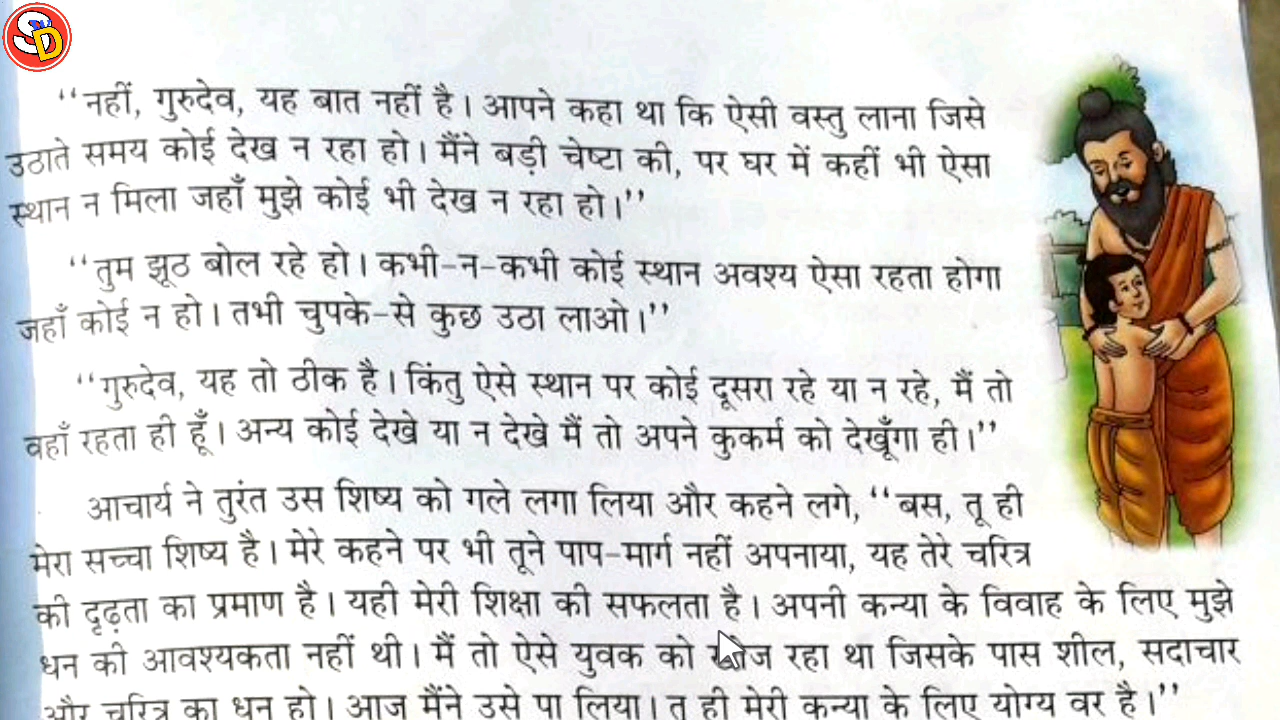 SD
‘‘नहीं, गुरुदेव, यह बात नहीं है। आपने कहा था कि ऐसी वस्तु लाना जिसे
उठाते समय कोई देख न रहा हो। मैंने बड़ी चेष्टा की, पर घर में कहीं भी ऐसा
स्थान न मिला जहाँ मुझे कोई भी देख न रहा हो।’’
‘‘तुम झूठ बोल रहे हो। कभी-न-कभी कोई स्थान अवश्य ऐसा रहता होगा
जहाँ कोई न हो। तभी चुपके-से कुछ उठा लाओ।’’
‘‘गुरुदेव, यह तो ठीक है। किंतु ऐसे स्थान पर कोई दूसरा रहे या न रहे, मैं तो
वहाँ रहता ही हूँ। अन्य कोई देखे या न देखे मैं तो अपने कुकर्म को देखूँगा ही।’’
आचार्य ने तुरंत उस शिष्य को गले लगा लिया और कहने लगे, ‘‘बस, तू ही
मेरा सच्चा शिष्य है। मेरे कहने पर भी तूने पाप-मार्ग नहीं अपनाया, यह तेरे चरित्र
की दृढ़ता का प्रमाण है। यही मेरी शिक्षा की सफलता है। अपनी कन्या के विवाह के लिए मुझे
धन की आवश्यकता नहीं थी। मैं तो ऐसे युवक को खोज रहा था जिसके पास शील, सदाचार
और चरित्र का धन हो। आज मैंने उसे पा लिया। तू ही मेरी कन्या के लिए योग्य वर है।’’